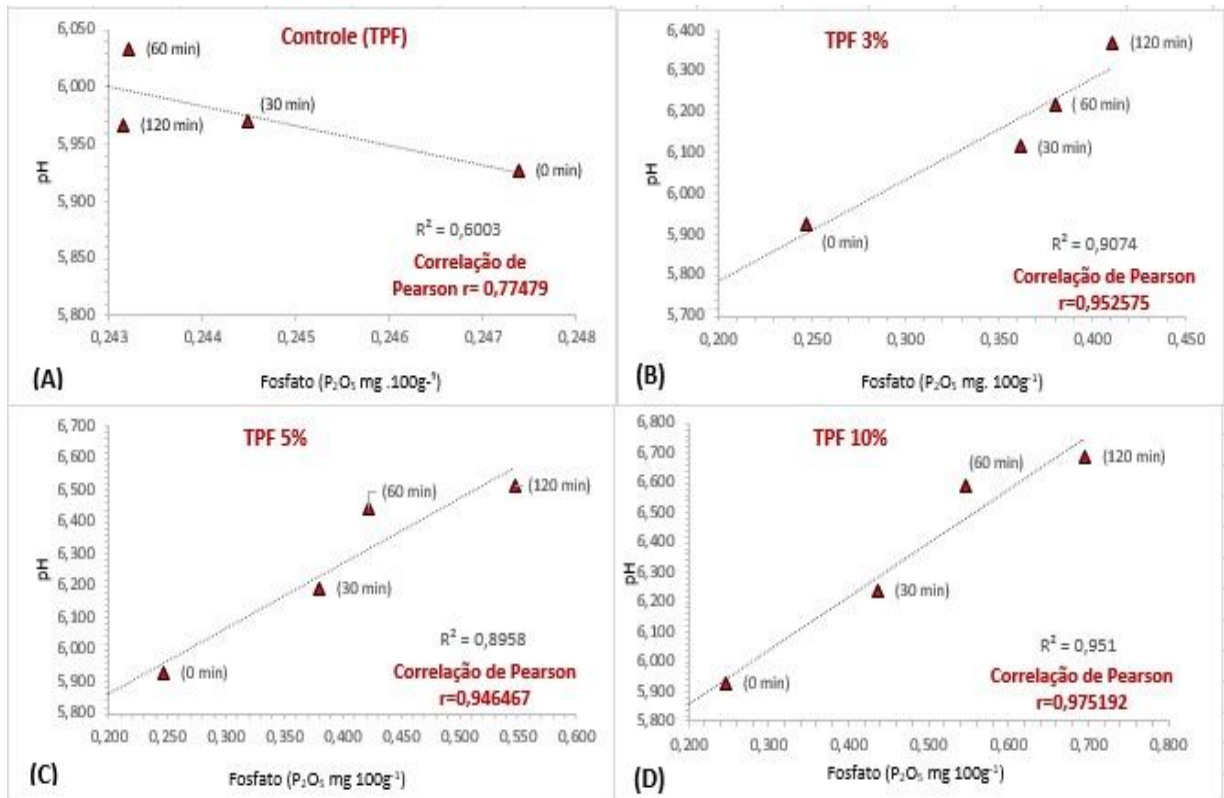 Controle (TPF)
6,050
6,000
5,950
5,900
5,850
5,800
pH
(60 min)
(30 min)
(120 min)
(0 min)
R² = 0,6003
Correlação de
Pearson r= 0,77479
0,243 0,244 0,245 0,246 0,247 0,248
Fosfato (P₂O₅ mg .100g-⁹)
(A)
TPF 3%
6,400
6,300
6,200
6,100
6,000
5,900
5,800
5,700
pH
(120 min)
( 60 min)
(30 min)
(0 min)
R² = 0,9074
Correlação de Pearson
r=0,952575
0,200 0,250 0,300 0,350 0,400 0,450
Fosfato (P₂O₅ mg. 100g⁻¹)
(B)
TPF 5%
6,700
6,600
6,500
6,400
6,300
6,200
6,100
6,000
5,900
5,800
pH
(60 min)
(120 min)
(30 min)
(0 min)
R² = 0,8958
Correlação de Pearson
r=0,946467
0,200 0,300 0,400 0,500 0,600
Fosfato (P₂O₅ mg 100g⁻¹)
(C)
TPF 10%
6,800
6,700
6,600
6,500
6,400
6,300
6,200
6,100
6,000
5,900
5,800
pH
(60 min)
(120 min)
(30 min)
(0 min)
R² = 0,951
Correlação de Pearson
r=0,975192
0,200 0,300 0,400 0,500 0,600 0,700 0,800
Fosfato (P₂O₅ mg 100g⁻¹)
(D)